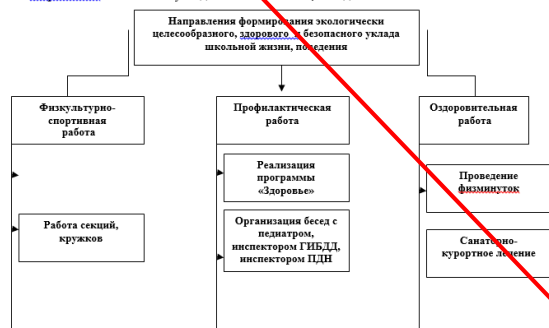 Направления формирования экологически
целесообразного, здорового и безопасного уклада
школьной жизни, поведения
Физкультурно-
спортивная
работа
Профилактическая
работа
Оздоровительная
работа
Реализация
программы
«Здоровье»
Проведение
физминуток
Работа секций,
кружков
Организация бесед с
педиатром,
инспектором ГИБДД,
инспектором ПДН
Санаторно-
курортное лечение